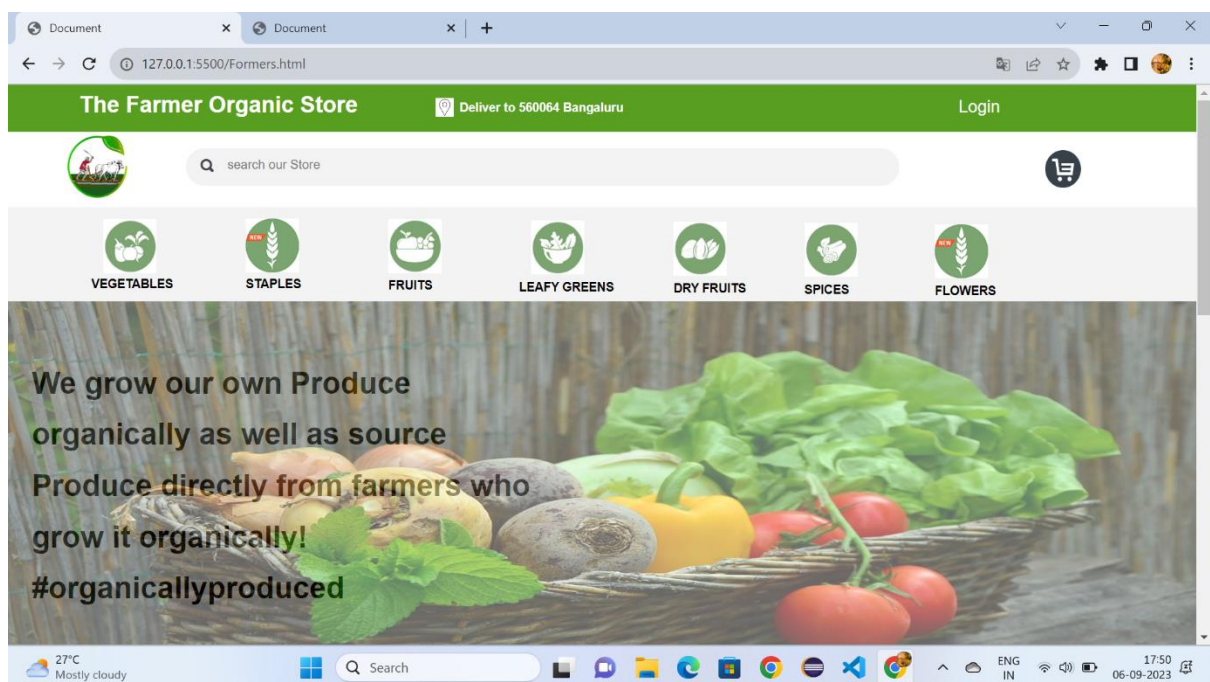 Document
Document
127.0.0.1:5500/Formers.html
The Farmer Organic Store
Deliver to 560064 Bangaluru
Login
search our Store
NEW
NEW
VEGETABLES
STAPLES
FRUITS
LEAFY GREENS
DRY FRUITS
SPICES
FLOWERS
We grow our own Produce
organically as well as source
Produce directly from farmers who
grow it organically!
#organicallyproduced
27°C
Mostly cloudy
Search
ENG
IN
17:50
06-09-2023